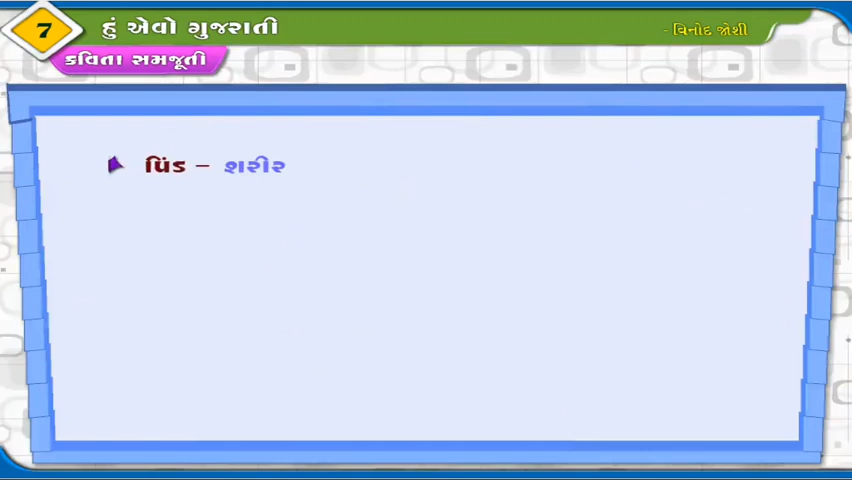 7 હું એવો ગુજરાતી - વિનોદ જોશી
કવિતા સમજૂતી
પિંડ – શરીર